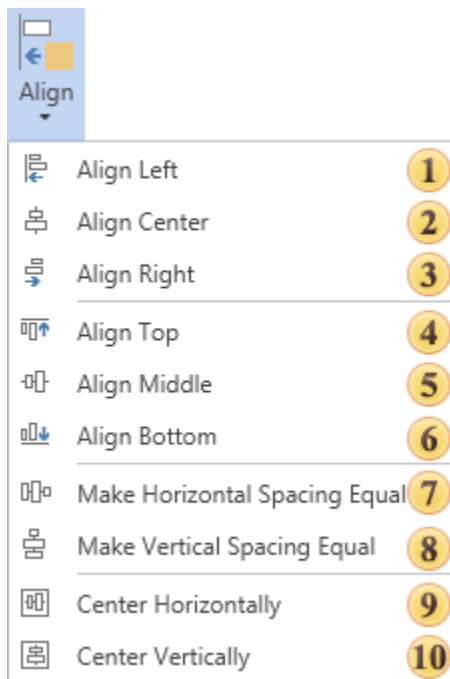 Align
Align Left 1
Align Center 2
Align Right 3
Align Top 4
Align Middle 5
Align Bottom 6
Make Horizontal Spacing Equal 7
Make Vertical Spacing Equal 8
Center Horizontally 9
Center Vertically 10